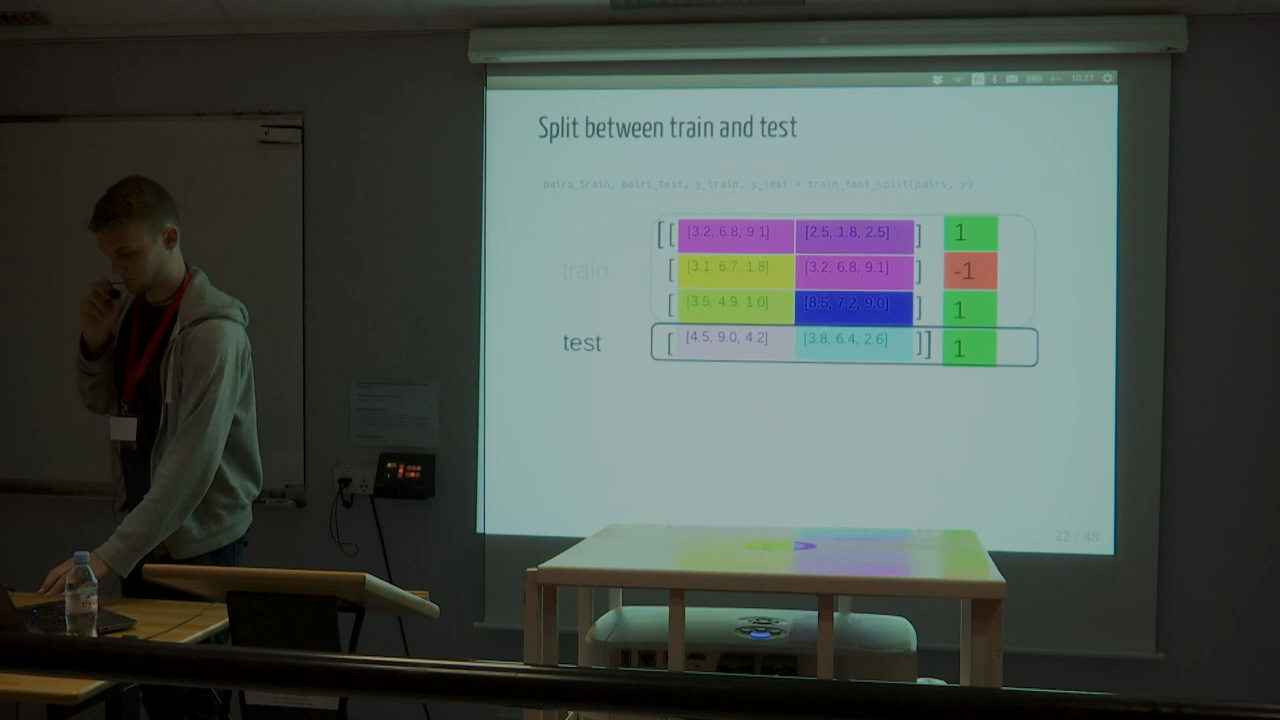 10:21
Split between train and test
pairs_train, pairs_test, y_train, y_test = train_test_split(pairs, y)
[[ [3.2, 6.8, 9.1] [2.5, 1.8, 2.5] ] 1
train [ [3.1, 6.7, 1.8] [3.2, 6.8, 9.1] ] -1
[ [3.5, 4.9, 1.0] [8.5, 7.2, 9.0] ] 1
test [ [4.5, 9.0, 4.2] [3.8, 6.4, 2.6] ]] 1
22 / 48